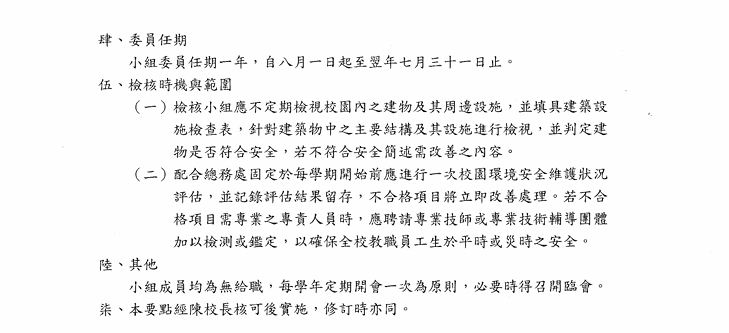 肆、委員任期
小組委員任期一年，自八月一日起至翌年七月三十一日止。
伍、檢核時機與範圍
（一）檢核小組應不定期檢視校園內之建物及其周邊設施，並填具建築設
施檢查表，針對建築物中之主要結構及其設施進行檢視，並判定建
物是否符合安全，若不符合安全簡述需改善之內容。
（二）配合總務處固定於每學期開始前應進行一次校園環境安全維護狀況
評估，並記錄評估結果留存，不合格項目將立即改善處理。若不合
格項目需專業之專責人員時，應聘請專業技師或專業技術輔導團體
加以檢測或鑑定，以確保全校教職員工生於平時或災時之安全。
陸、其他
小組成員均為無給職，每學年定期開會一次為原則，必要時得召開臨會。
柒、本要點經陳校長核可後實施，修訂時亦同。